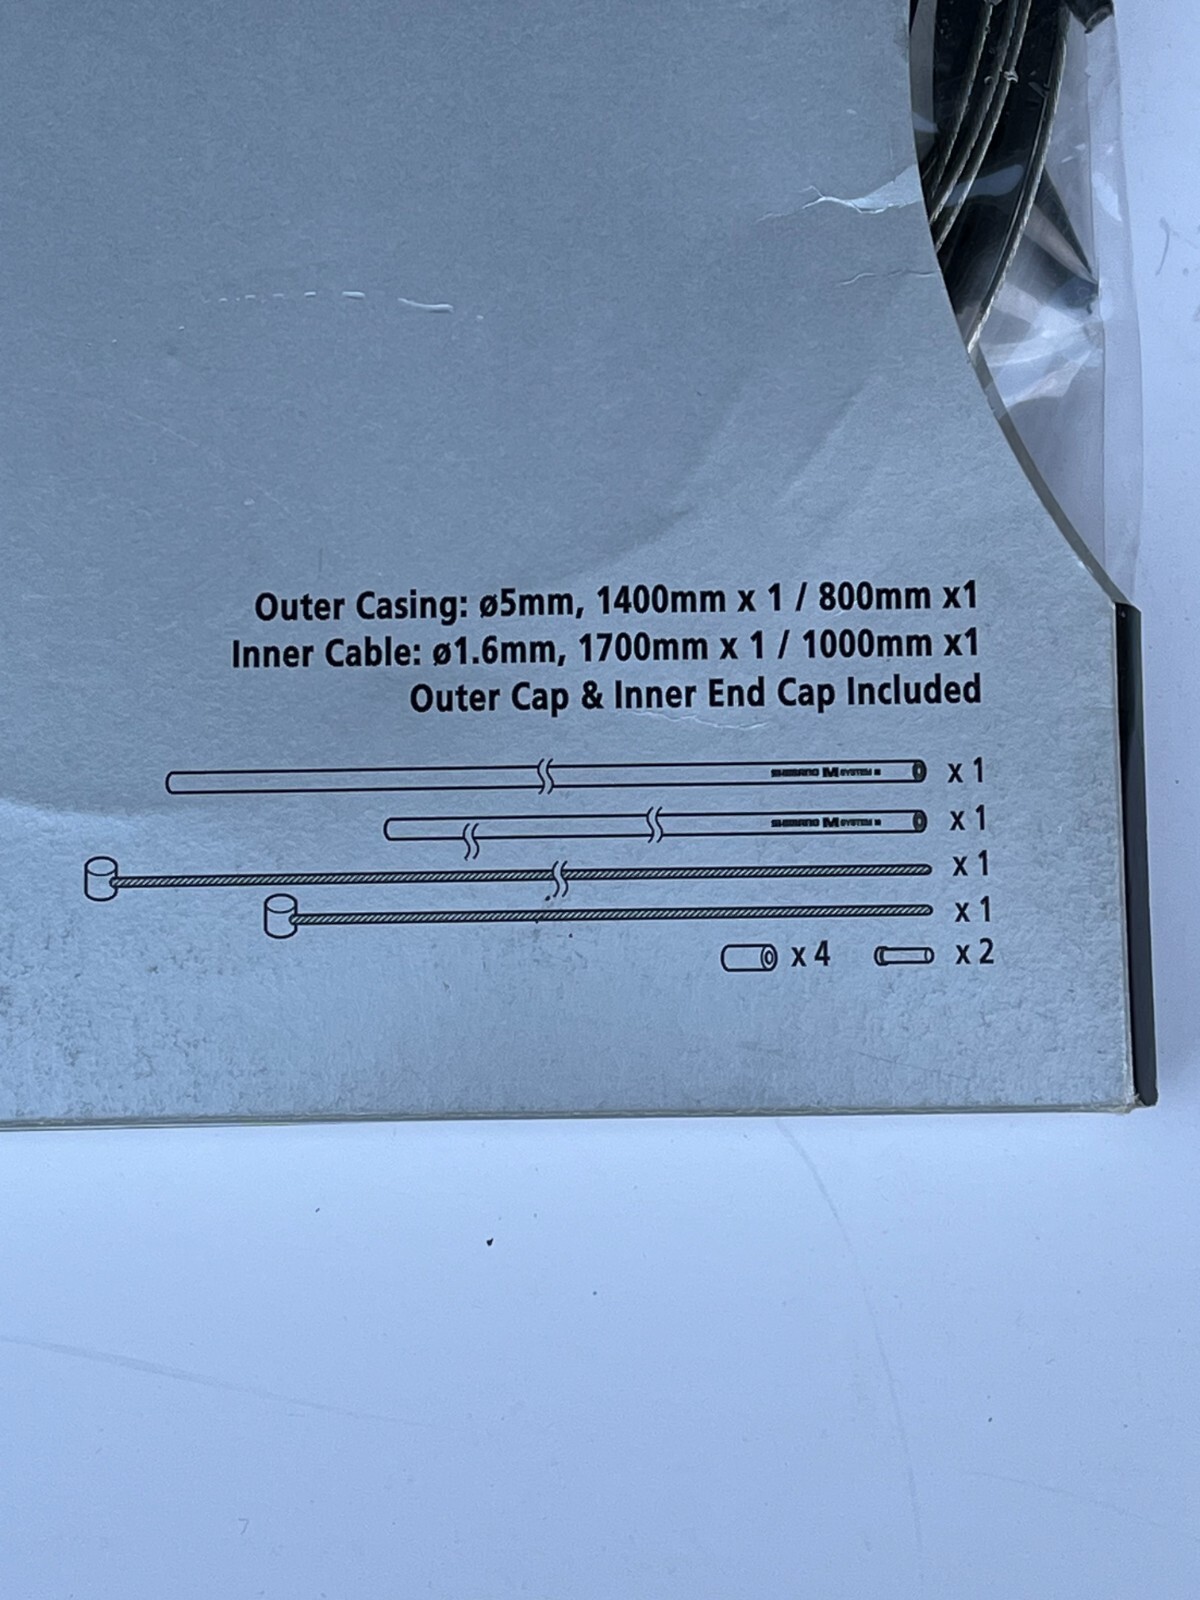 Outer Casing: ø5mm, 1400mm x 1 / 800mm x1
Inner Cable: ø1.6mm, 1700mm x 1 / 1000mm x1
Outer Cap & Inner End Cap Included
SHIMANO M SYSTEM x 1
SHIMANO M SYSTEM x 1
x 1
x 1
x 4 x 2